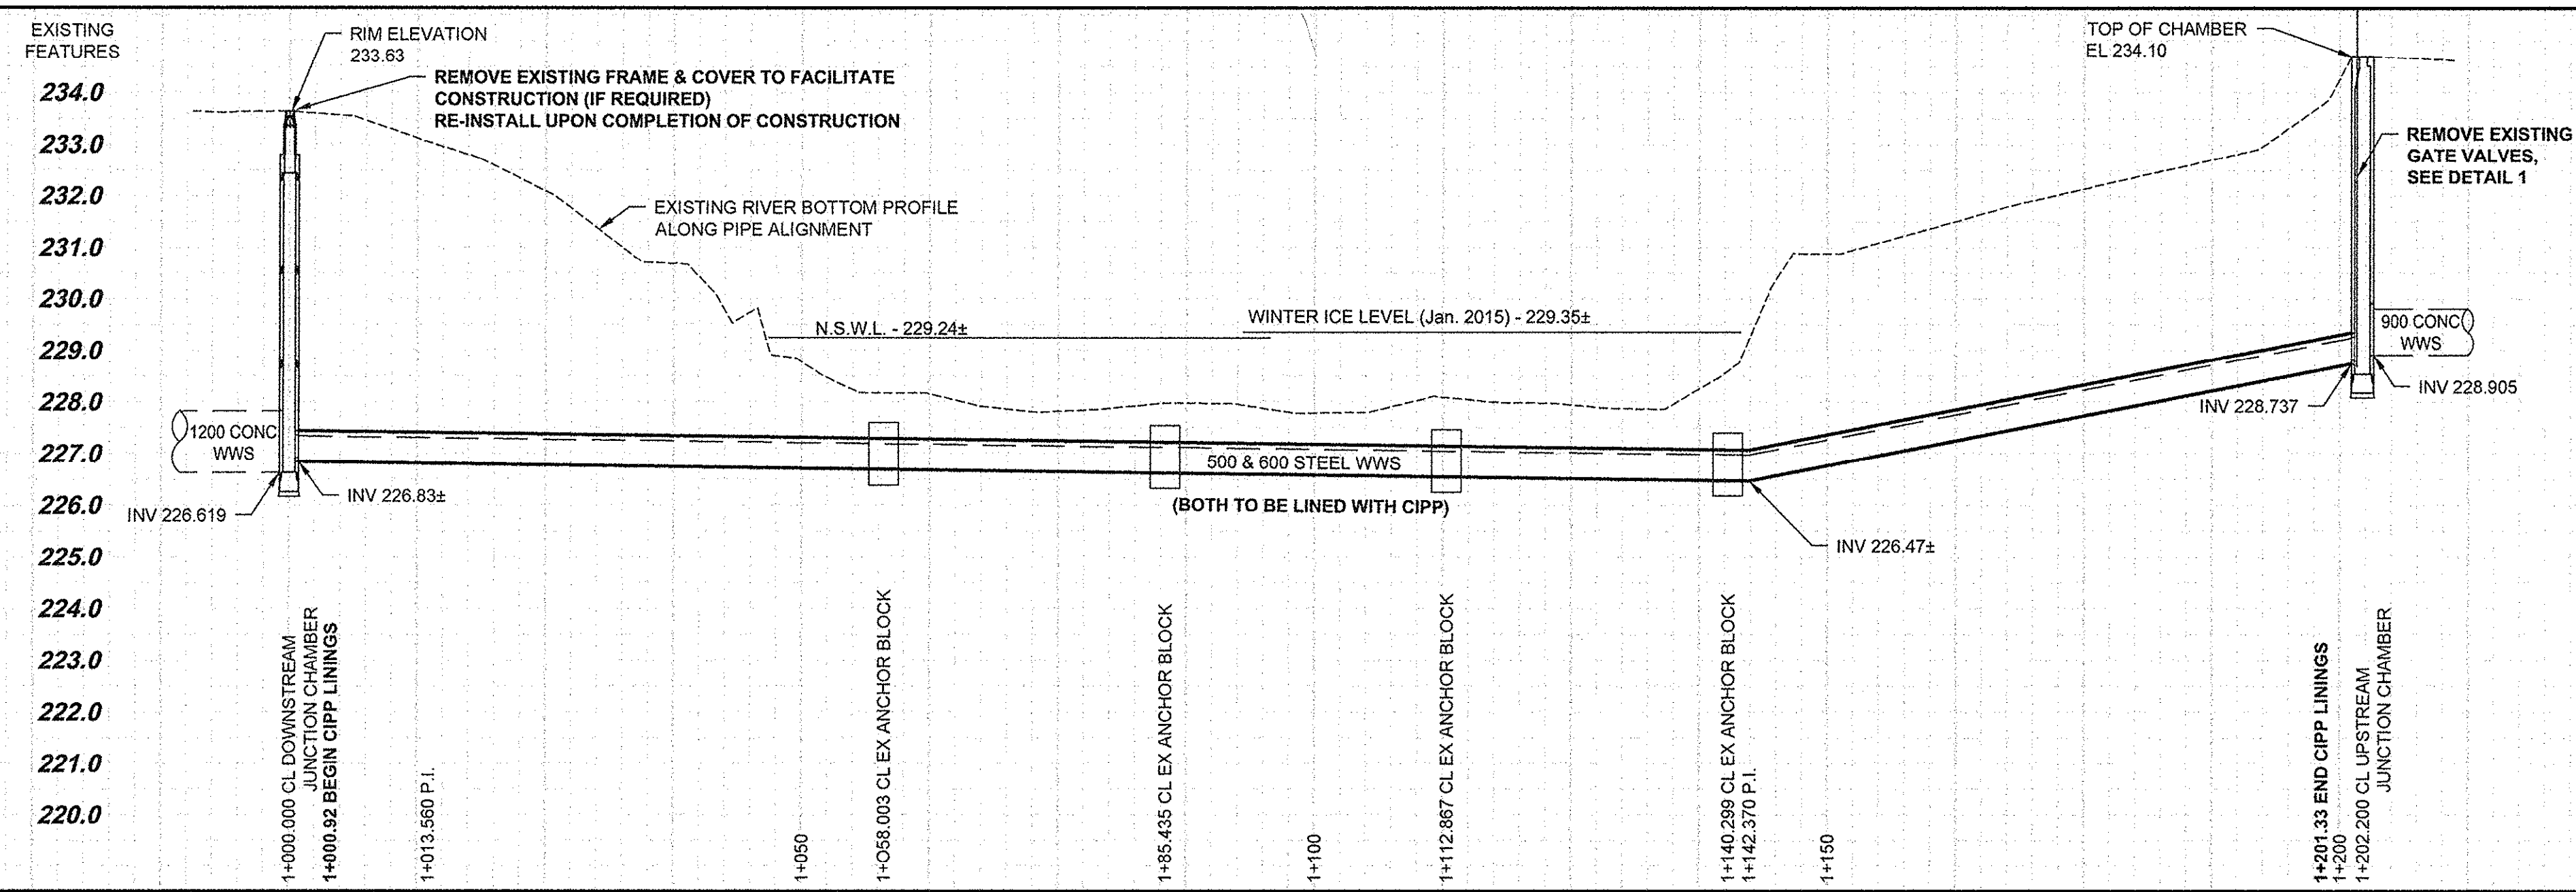 EXISTING
FEATURES
234.0
233.0
232.0
231.0
230.0
229.0
228.0
227.0
226.0
225.0
224.0
223.0
222.0
221.0
220.0
RIM ELEVATION
233.63
REMOVE EXISTING FRAME & COVER TO FACILITATE
CONSTRUCTION (IF REQUIRED)
RE-INSTALL UPON COMPLETION OF CONSTRUCTION
EXISTING RIVER BOTTOM PROFILE
ALONG PIPE ALIGNMENT
N.S.W.L. - 229.24±
WINTER ICE LEVEL (Jan. 2015) - 229.35±
TOP OF CHAMBER
EL 234.10
REMOVE EXISTING
GATE VALVES,
SEE DETAIL 1
900 CONC
WWS
INV 228.905
INV 228.737
1200 CONC
WWS
INV 226.619
INV 226.83±
500 & 600 STEEL WWS
(BOTH TO BE LINED WITH CIPP)
INV 226.47±
1+000.000 CL DOWNSTREAM
JUNCTION CHAMBER
1+000.92 BEGIN CIPP LININGS
1+013.560 P.I.
1+050
1+O58.003 CL EX ANCHOR BLOCK
1+85.435 CL EX ANCHOR BLOCK
1+100
1+112.867 CL EX ANCHOR BLOCK
1+140.299 CL EX ANCHOR BLOCK
1+142.370 P.I.
1+150
1+201.33 END CIPP LININGS
1+200
1+202.200 CL UPSTREAM
JUNCTION CHAMBER